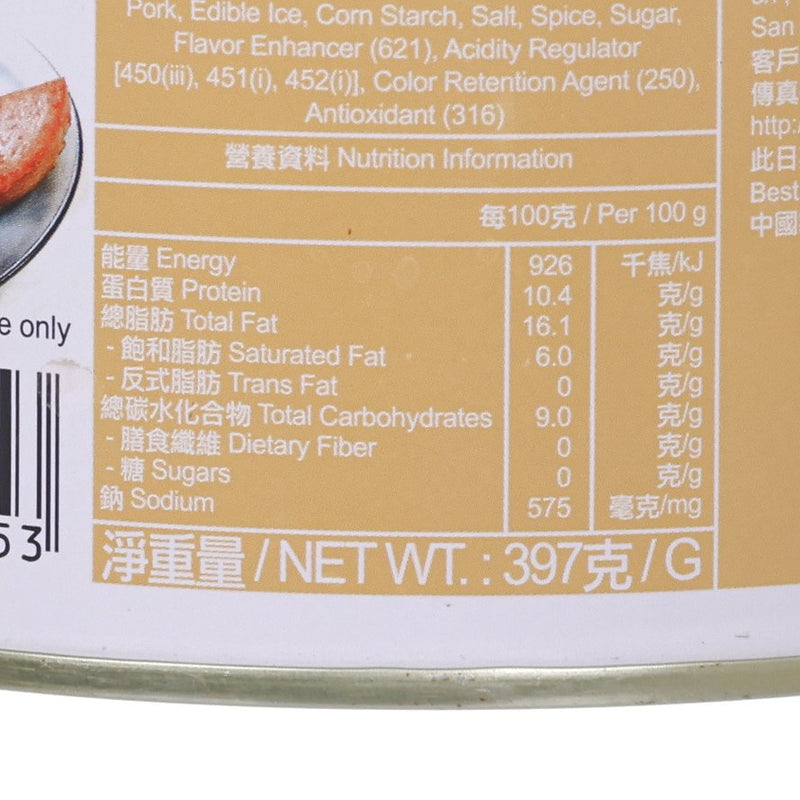 Pork, Edible Ice, Corn Starch, Salt, Spice, Sugar,
Flavor Enhancer (621), Acidity Regulator
[450(iii), 451(i), 452(i)], Color Retention Agent (250),
Antioxidant (316)
營養資料 Nutrition Information
每100克 / Per 100 g
能量 Energy 926 千焦/kJ
蛋白質 Protein 10.4 克/g
總脂肪 Total Fat 16.1 克/g
- 飽和脂肪 Saturated Fat 6.0 克/g
- 反式脂肪 Trans Fat 0 克/g
總碳水化合物 Total Carbohydrates 9.0 克/g
- 膳食纖維 Dietary Fiber 0 克/g
- 糖 Sugars 0 克/g
鈉 Sodium 575 毫克/mg
淨重量 / NET WT. : 397克 / G
only
53
San
客戶
傳真
http:
此日
Best
中國